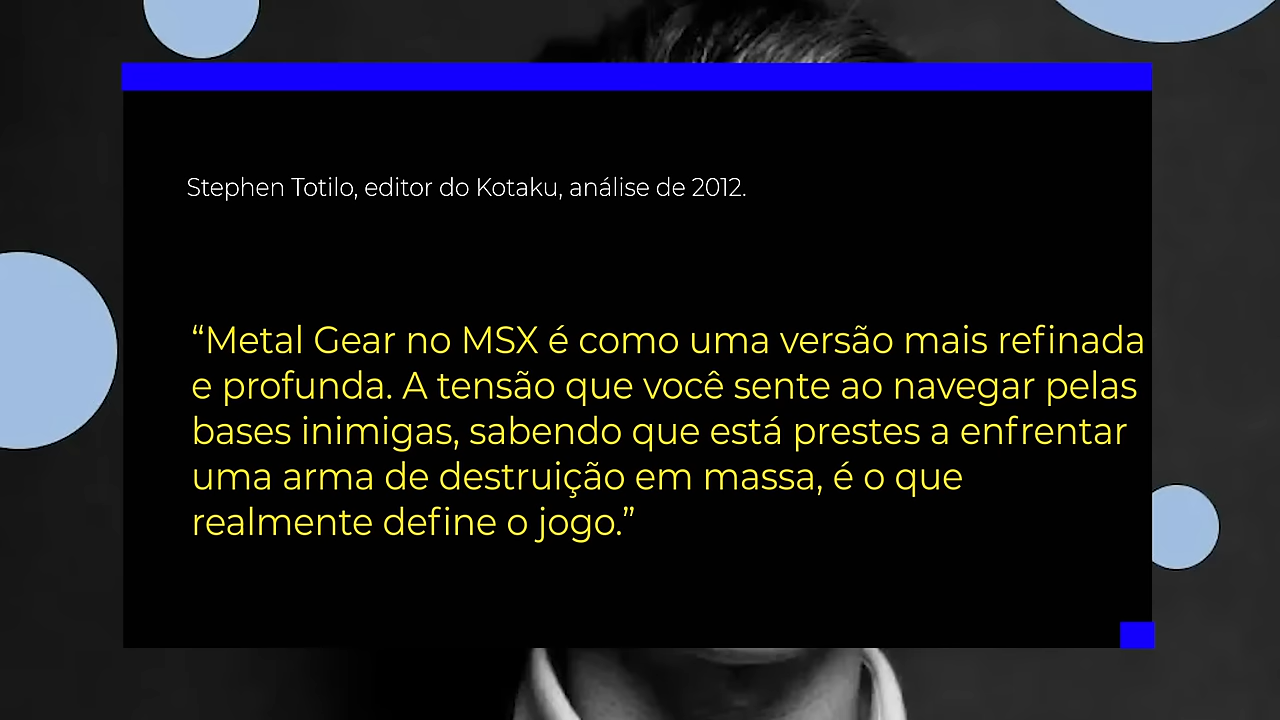 Stephen Totilo, editor do Kotaku, análise de 2012.
“Metal Gear no MSX é como uma versão mais refinada
e profunda. A tensão que você sente ao navegar pelas
bases inimigas, sabendo que está prestes a enfrentar
uma arma de destruição em massa, é o que
realmente define o jogo.”